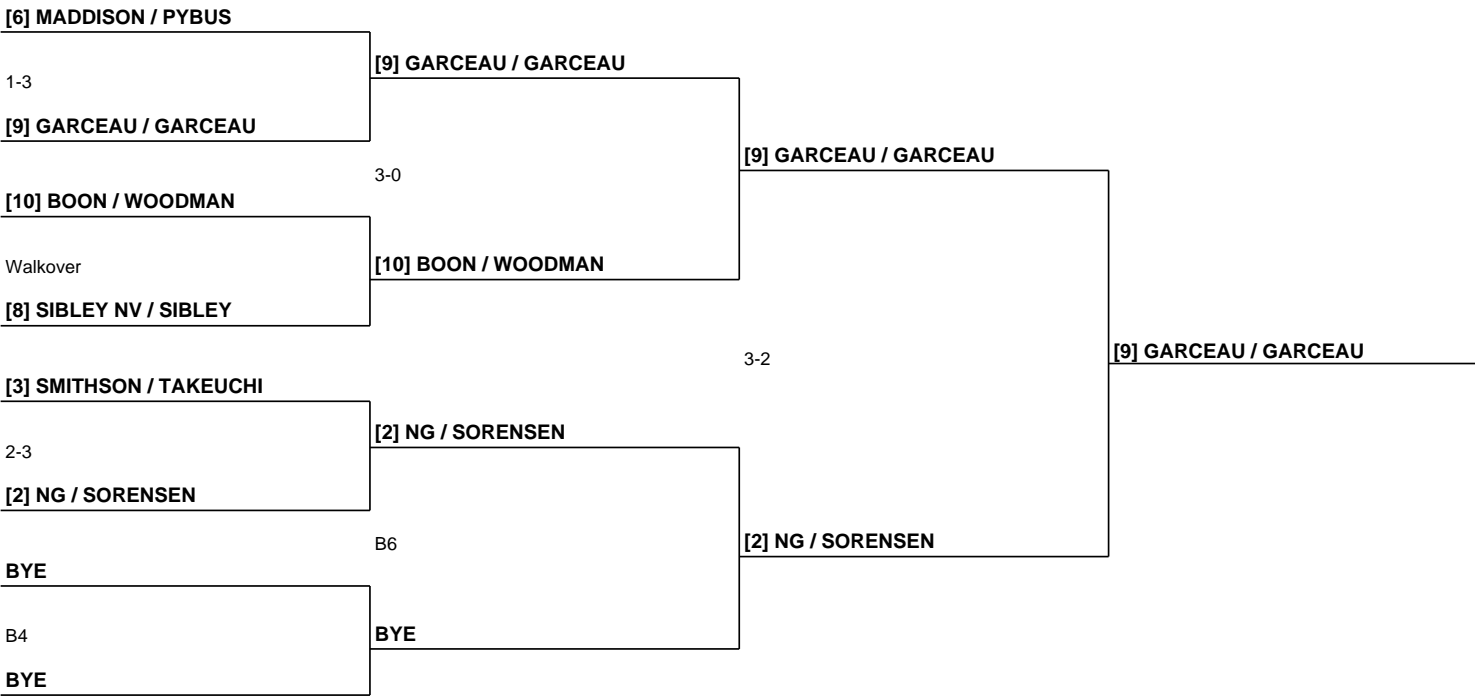 [6] MADDISON / PYBUS
[9] GARCEAU / GARCEAU
1-3
[9] GARCEAU / GARCEAU
[9] GARCEAU / GARCEAU
3-0
[10] BOON / WOODMAN
[10] BOON / WOODMAN
Walkover
[8] SIBLEY NV / SIBLEY
[9] GARCEAU / GARCEAU
3-2
[3] SMITHSON / TAKEUCHI
[2] NG / SORENSEN
2-3
[2] NG / SORENSEN
[2] NG / SORENSEN
B6
BYE
BYE
B4
BYE